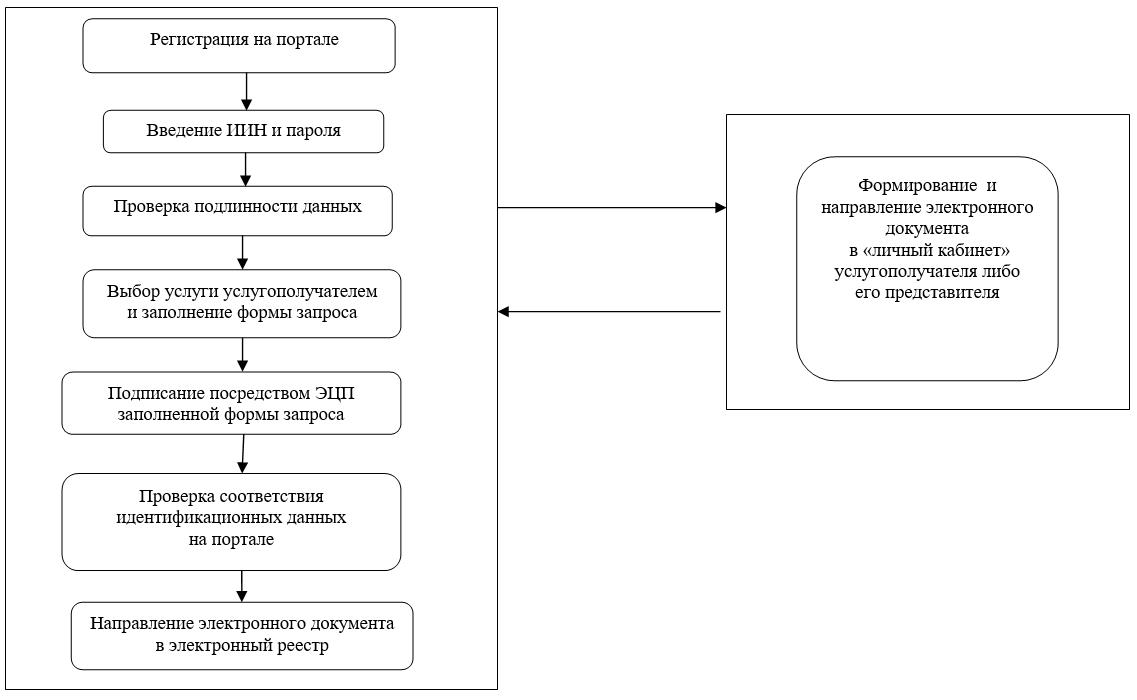 Регистрация на портале
Введение ИИН и пароля
Проверка подлинности данных
Выбор услуги услугополучателем
и заполнение формы запроса
Подписание посредством ЭЦП
заполненной формы запроса
Проверка соответствия
идентификационных данных
на портале
Направление электронного документа
в электронный реестр
Формирование и
направление электронного
документа
в «личный кабинет»
услугополучателя либо
его представителя